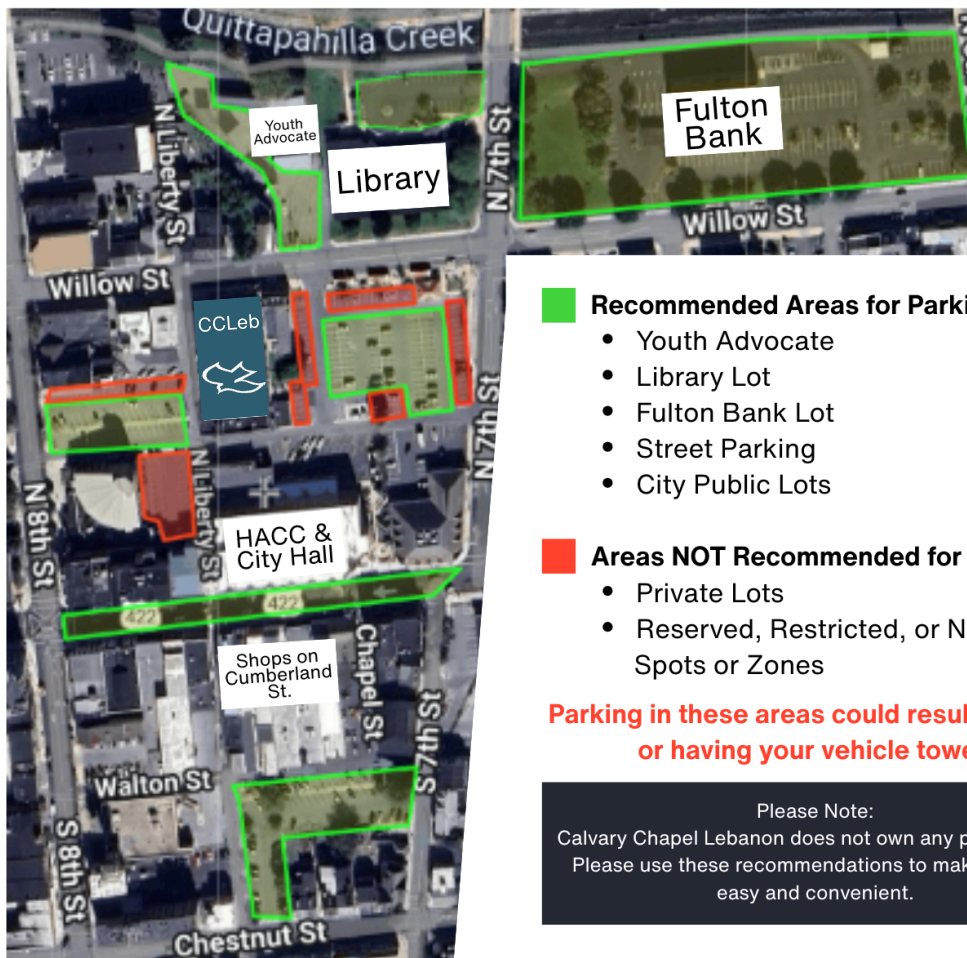 Quittapahilla Creek
N Liberty St
Youth
Advocate
Library
N 7th St
Fulton
Bank
Willow St
Willow St
CCLeb
N 7th St
N 8th St
N Liberty St
HACC &
City Hall
422
422
Shops on
Cumberland
St.
Chapel St
S 7th St
Walton St
S 8th St
Chestnut St
Recommended Areas for Parki
• Youth Advocate
• Library Lot
• Fulton Bank Lot
• Street Parking
• City Public Lots
Areas NOT Recommended for
• Private Lots
• Reserved, Restricted, or N
Spots or Zones
Parking in these areas could resul
or having your vehicle towe
Please Note:
Calvary Chapel Lebanon does not own any p
Please use these recommendations to mak
easy and convenient.